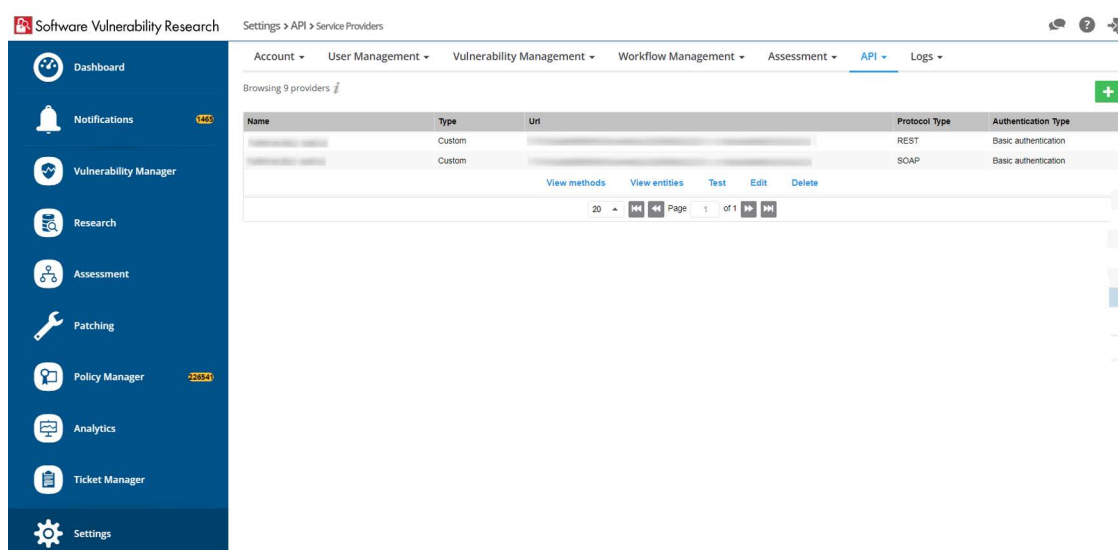 Software Vulnerability Research
Settings > API > Service Providers
Account User Management Vulnerability Management Workflow Management Assessment API Logs
Dashboard
Browsing 9 providers i
Notifications 1465
Name Type Url Protocol Type Authentication Type
Custom REST Basic authentication
Custom SOAP Basic authentication
Vulnerability Manager
View methods View entities Test Edit Delete
20 Page 1 of 1
Research
Assessment
Patching
Policy Manager 226541
Analytics
Ticket Manager
Settings